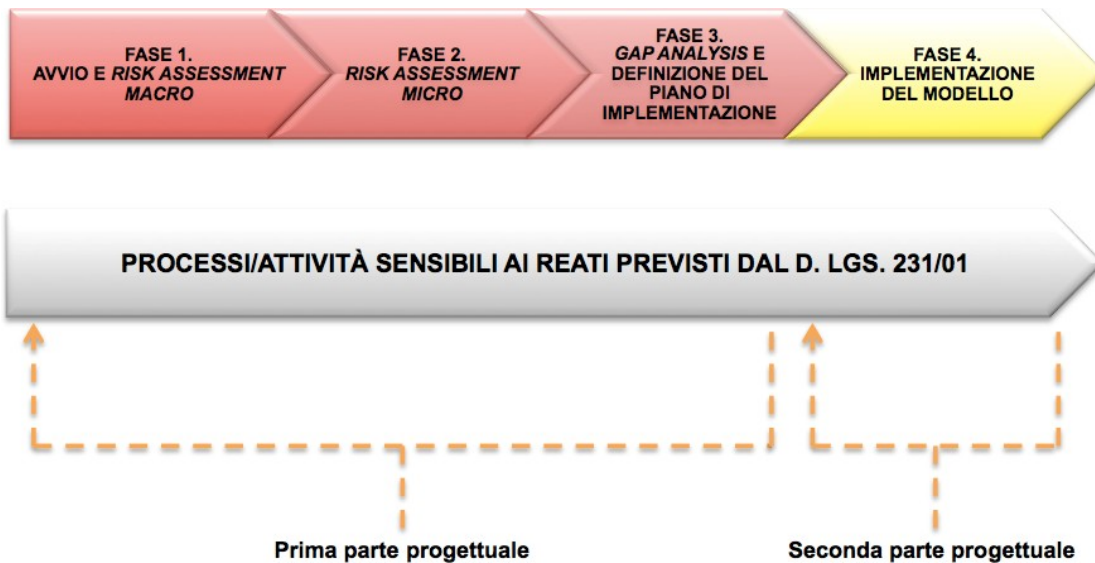 FASE 1.
AVVIO E RISK ASSESSMENT
MACRO
FASE 2.
RISK ASSESSMENT
MICRO
FASE 3.
GAP ANALYSIS E
DEFINIZIONE DEL
PIANO DI
IMPLEMENTAZIONE
FASE 4.
IMPLEMENTAZIONE
DEL MODELLO
PROCESSI/ATTIVITÀ SENSIBILI AI REATI PREVISTI DAL D. LGS. 231/01
Prima parte progettuale
Seconda parte progettuale